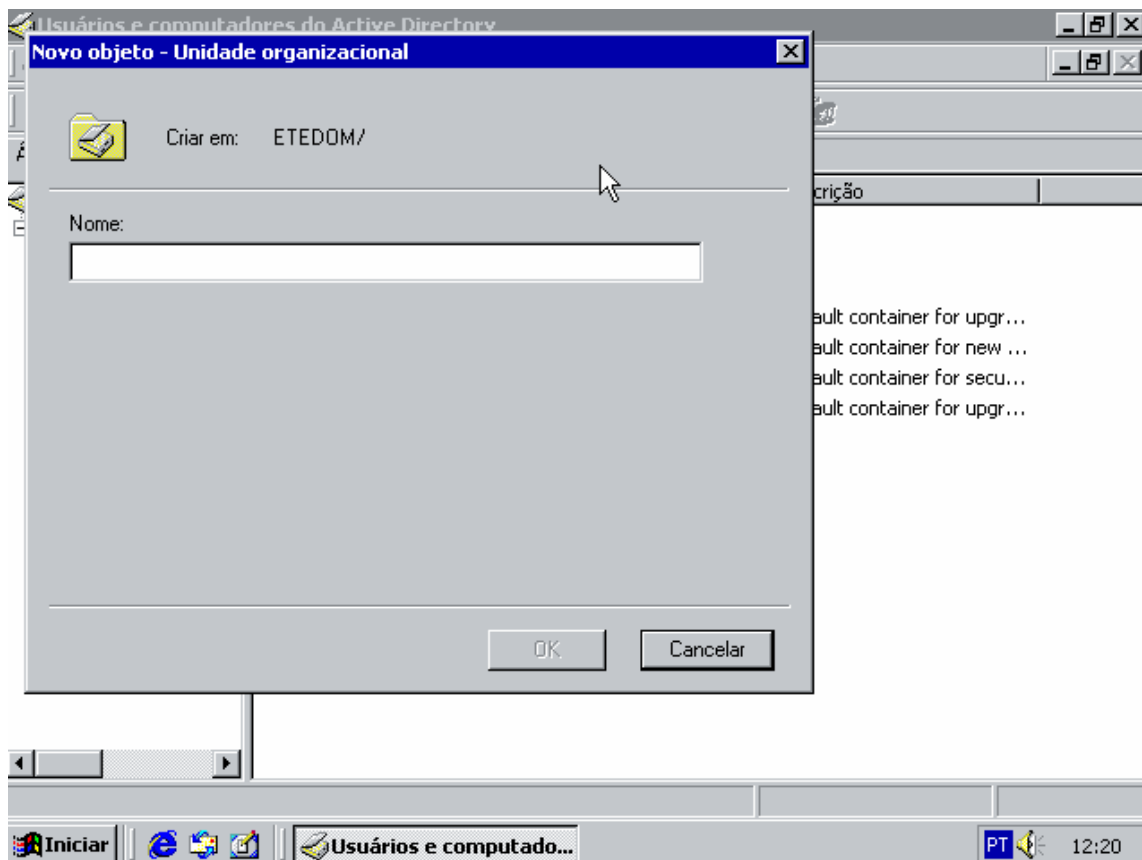 Usuários e computadores do Active Directory
Novo objeto - Unidade organizacional
Criar em: ETEDOM/
crição
Nome:
ault container for upgr...
ault container for new ...
ault container for secu...
ault container for upgr...
OK
Cancelar
Iniciar
Usuários e computado...
PT
12:20